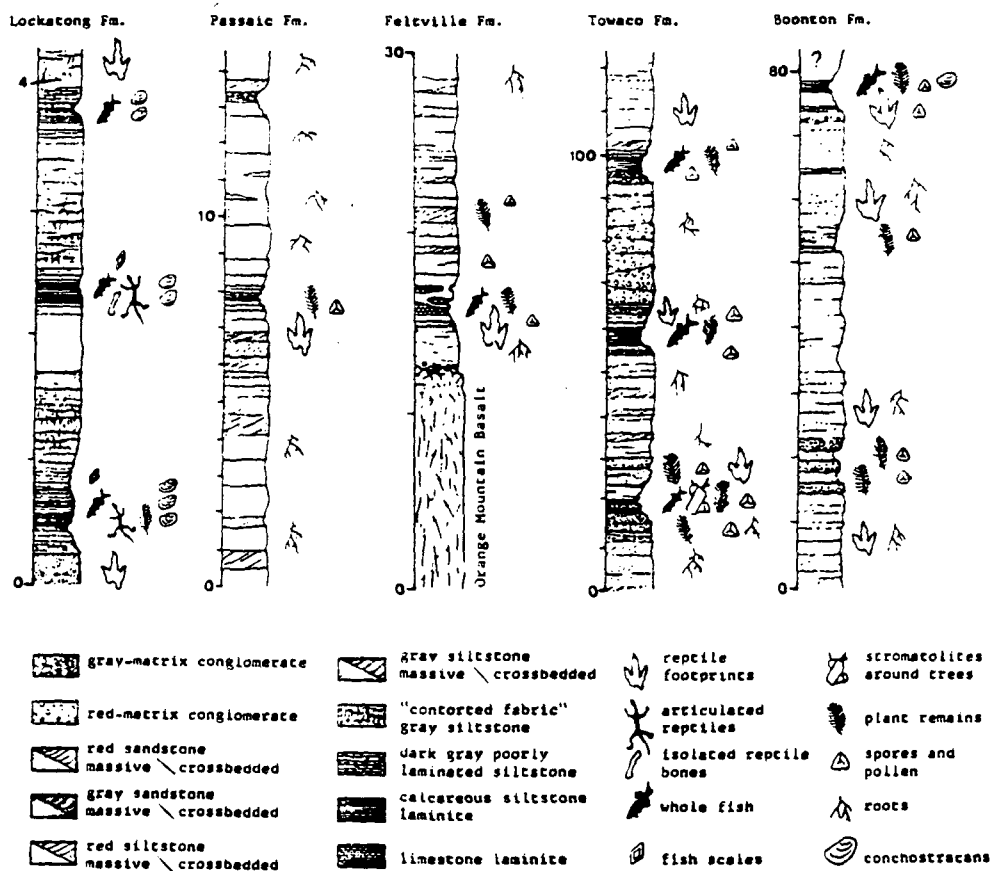 Lockatong Fm.
Passaic Fm.
Feltville Fm.
Towaco Fm.
Boonton Fm.
4
0
10
0
30
0
Orange Mountain Basalt
100
0
?
80
0
gray-matrix conglomerate
red-matrix conglomerate
red sandstone
massive \ crossbedded
gray sandstone
massive \ crossbedded
red siltstone
massive \ crossbedded
gray siltstone
massive \ crossbedded
"contorted fabric"
gray siltstone
dark gray poorly
laminated siltstone
calcareous siltstone
laminite
limestone laminite
reptile
footprints
articulated
reptiles
isolated reptile
bones
whole fish
fish scales
stromatolites
around trees
plant remains
spores and
pollen
roots
conchostracans